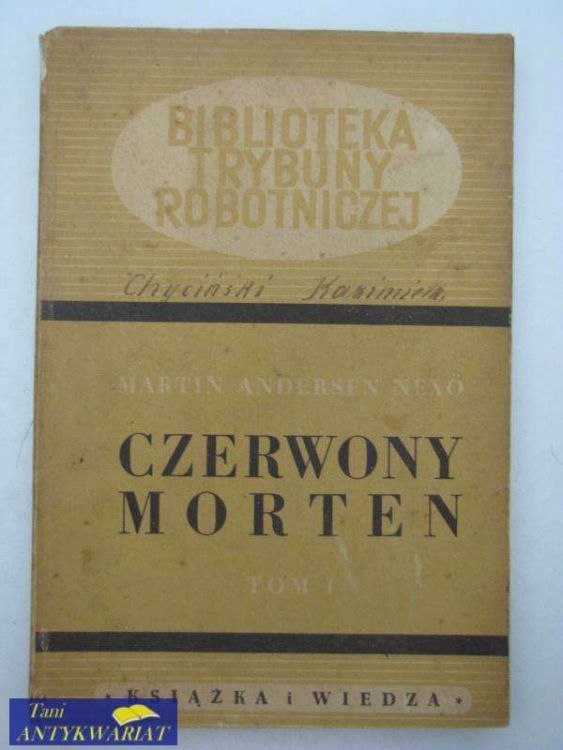 BIBLIOTEKA
TRYBUNY
ROBOTNICZEJ
Chyciński Kazimierz
MARTIN ANDERSEN NEXÖ
CZERWONY
MORTEN
TOM I
* KSIĄŻKA i WIEDZA *
Tani
ANTYKWARIAT